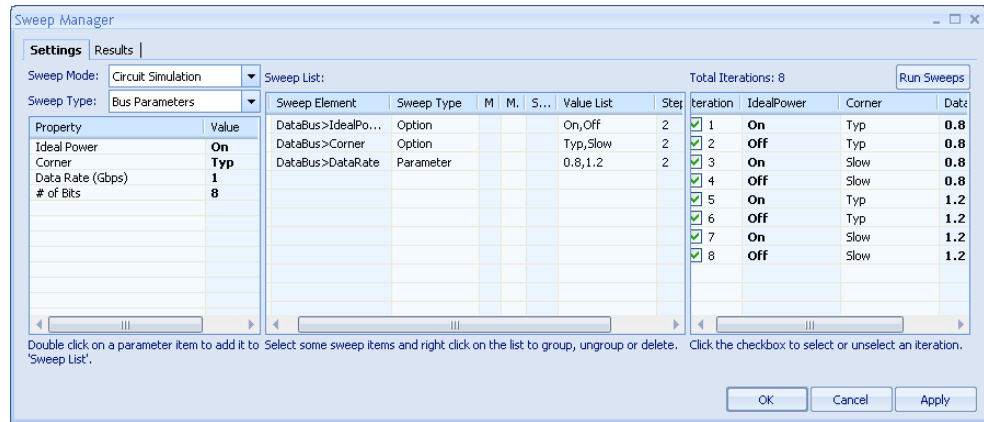 Sweep Manager
Settings Results
Sweep Mode: Circuit Simulation
Sweep Type: Bus Parameters
Property Value
Ideal Power On
Corner Typ
Data Rate (Gbps) 1
# of Bits 8
Double click on a parameter item to add it to
'Sweep List'.
Sweep List:
Sweep Element Sweep Type M M. S... Value List Step
DataBus>IdealPo... Option On,Off 2
DataBus>Corner Option Typ,Slow 2
DataBus>DataRate Parameter 0.8,1.2 2
Select some sweep items and right click on the list to group, ungroup or delete.
Total Iterations: 8 Run Sweeps
teration IdealPower Corner Data
1 On Typ 0.8
2 Off Typ 0.8
3 On Slow 0.8
4 Off Slow 0.8
5 On Typ 1.2
6 Off Typ 1.2
7 On Slow 1.2
8 Off Slow 1.2
Click the checkbox to select or unselect an iteration.
OK Cancel Apply